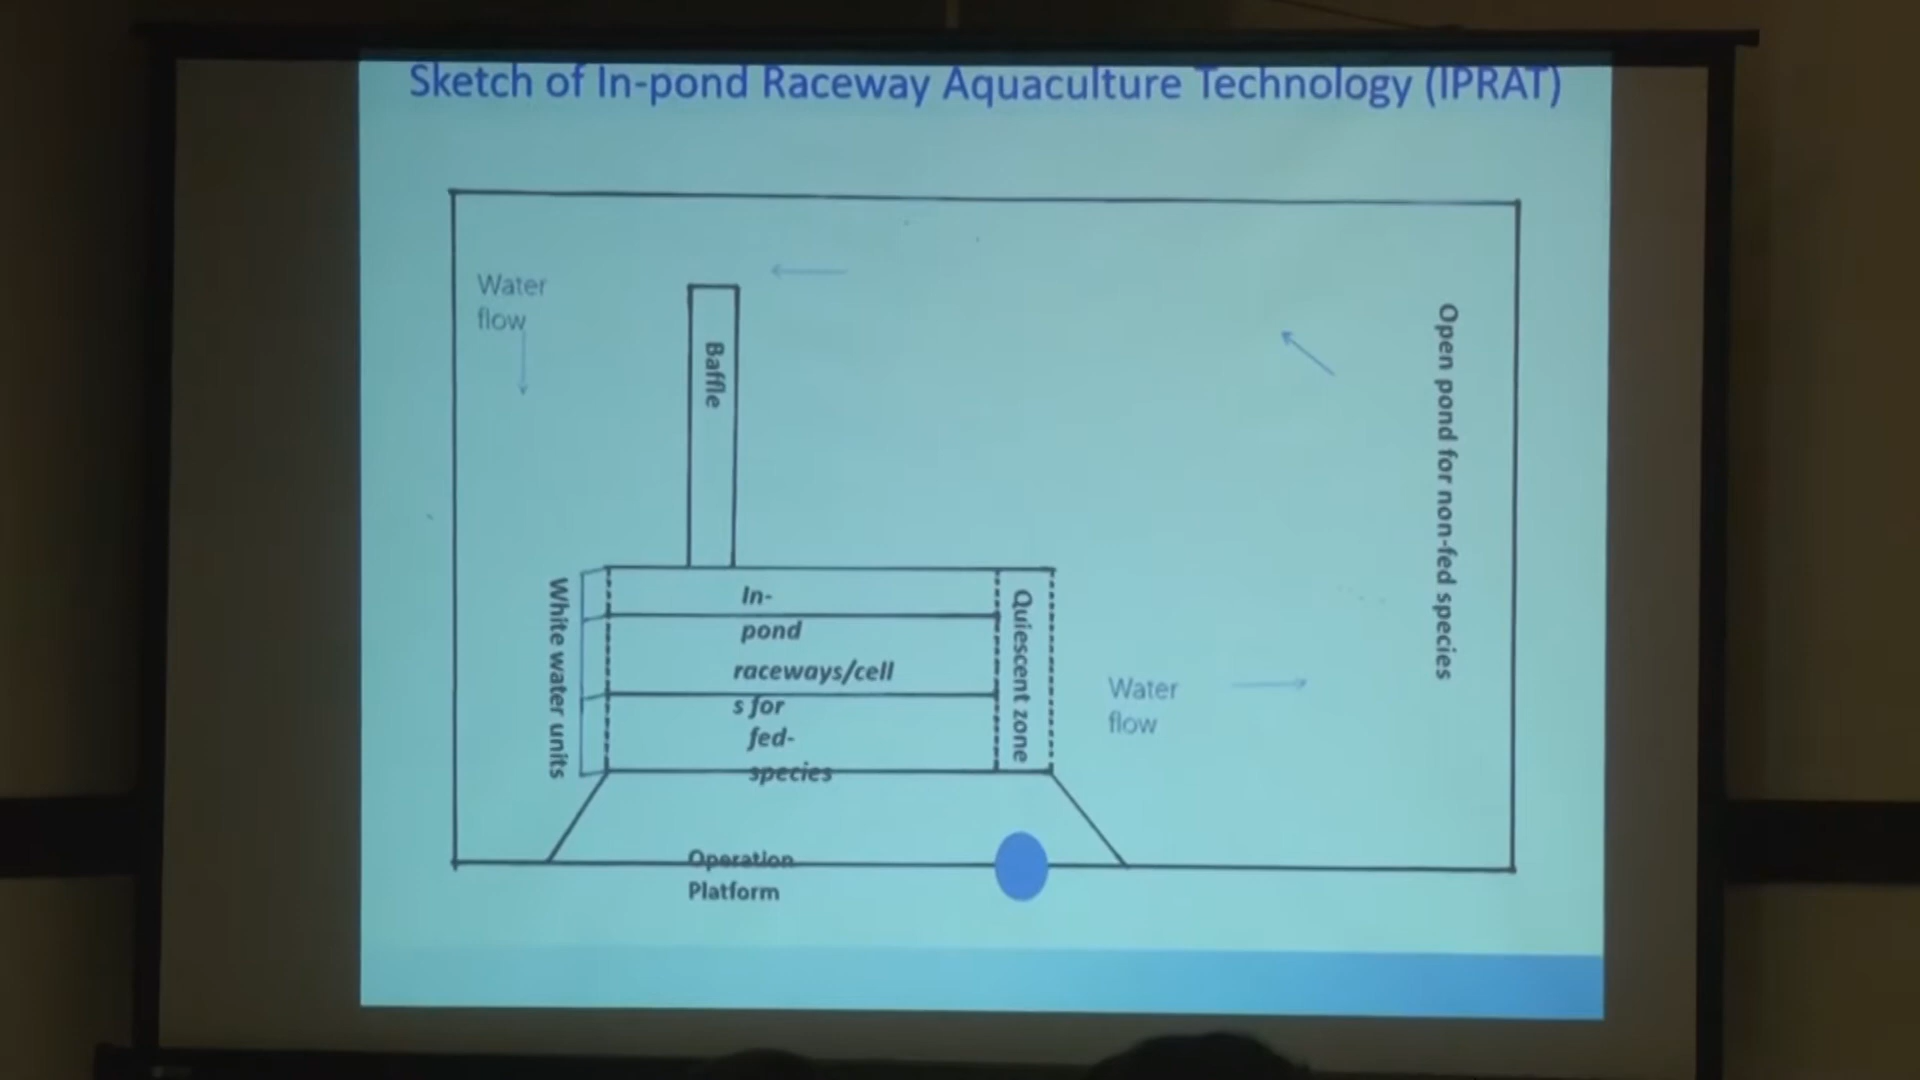 Sketch of In-pond Raceway Aquaculture Technology (IPRAT)
Water
flow
Baffle
Open pond for non-fed species
White water units
In-
pond
raceways/cell
s for
fed-
species
Quiescent zone
Water
flow
Operation
Platform